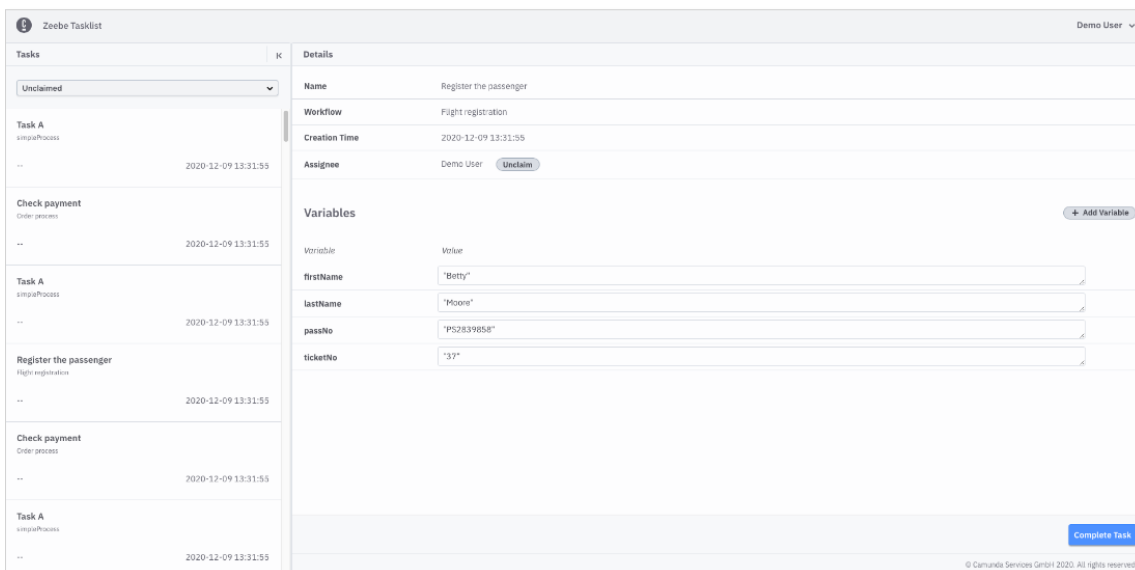 Zeebe Tasklist
Demo User
Tasks
Details
Unclaimed
Task A
simpleProcess
-- 2020-12-09 13:31:55
Check payment
Order process
-- 2020-12-09 13:31:55
Task A
simpleProcess
-- 2020-12-09 13:31:55
Register the passenger
Flight registration
-- 2020-12-09 13:31:55
Check payment
Order process
-- 2020-12-09 13:31:55
Task A
simpleProcess
-- 2020-12-09 13:31:55
Name Register the passenger
Workflow Flight registration
Creation Time 2020-12-09 13:31:55
Assignee Demo User Unclaim
Variables
+ Add Variable
Variable Value
firstName "Betty"
lastName "Moore"
passNo "PS2839858"
ticketNo "37"
Complete Task
© Camunda Services GmbH 2020. All rights reserved